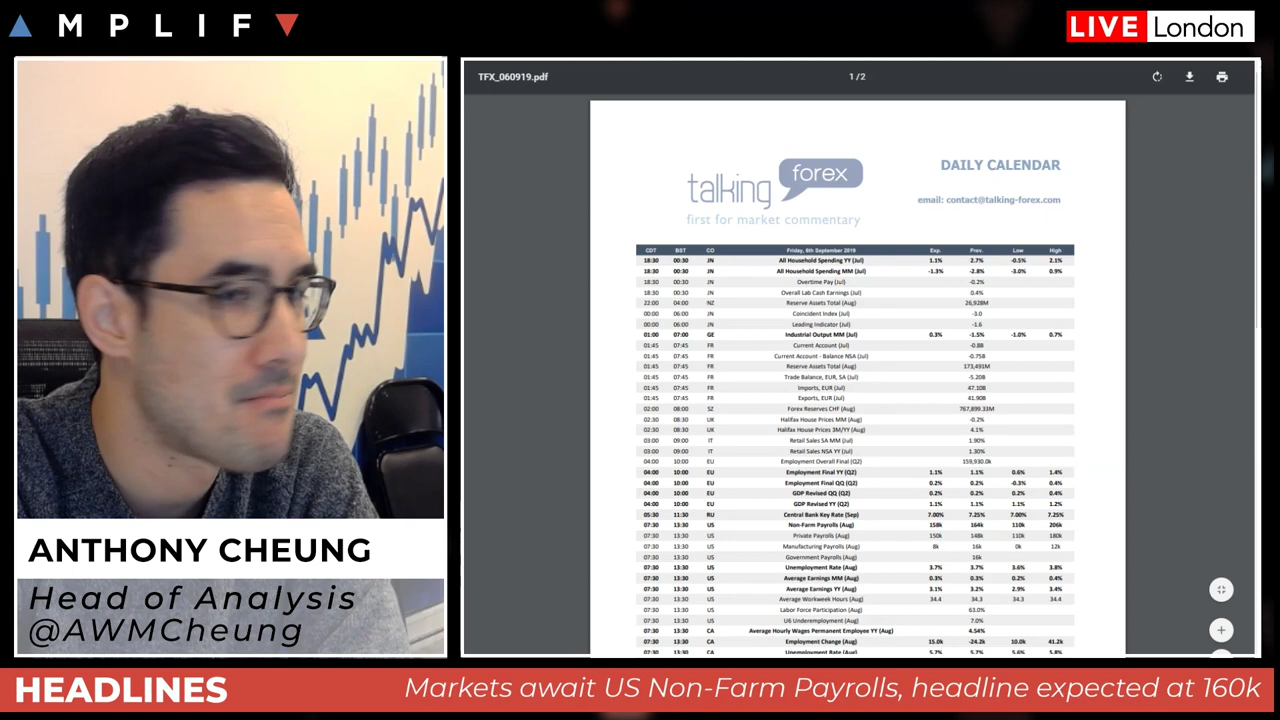 MPLIF
LIVE London
TFX_060919.pdf
1 / 2
talking forex
first for market commentary
DAILY CALENDAR
email: contact@talking-forex.com
CDT BST CO Friday, 6th September 2019 Exp. Prev. Low High
18:30 00:30 JN All Household Spending YY (Jul) 1.1% 2.7% -0.5% 2.1%
18:30 00:30 JN All Household Spending MM (Jul) -1.3% -2.8% -3.0% 0.9%
18:30 00:30 JN Overtime Pay (Jul) -0.2%
18:30 00:30 JN Overall Lab Cash Earnings (Jul) 0.4%
22:00 04:00 NZ Reserve Assets Total (Aug) 26,928M
00:00 06:00 JN Coincident Index (Jul) -3.0
00:00 06:00 JN Leading Indicator (Jul) -1.6
01:00 07:00 GE Industrial Output MM (Jul) 0.3% -1.5% -1.0% 0.7%
01:45 07:45 FR Current Account (Jul) -0.8B
01:45 07:45 FR Current Account - Balance NSA (Jul) -0.75B
01:45 07:45 FR Reserve Assets Total (Aug) 173,491M
01:45 07:45 FR Trade Balance, EUR, SA (Jul) -5.20B
01:45 07:45 FR Imports, EUR (Jul) 47.10B
01:45 07:45 FR Exports, EUR (Jul) 41.90B
02:00 08:00 SZ Forex Reserves CHF (Aug) 767,899.33M
02:30 08:30 UK Halifax House Prices MM (Aug) -0.2%
02:30 08:30 UK Halifax House Prices 3M/YY (Aug) 4.1%
03:00 09:00 IT Retail Sales SA MM (Jul) 1.90%
03:00 09:00 IT Retail Sales NSA YY (Jul) 1.30%
04:00 10:00 EU Employment Overall Final (Q2) 159,930.0k
04:00 10:00 EU Employment Final YY (Q2) 1.1% 1.1% 0.6% 1.4%
04:00 10:00 EU Employment Final QQ (Q2) 0.2% 0.2% -0.3% 0.4%
04:00 10:00 EU GDP Revised QQ (Q2) 0.2% 0.2% 0.2% 0.4%
04:00 10:00 EU GDP Revised YY (Q2) 1.1% 1.1% 1.1% 1.2%
05:30 11:30 RU Central Bank Key Rate (Sep) 7.00% 7.25% 7.00% 7.25%
07:30 13:30 US Non-Farm Payrolls (Aug) 158k 164k 110k 206k
07:30 13:30 US Private Payrolls (Aug) 150k 148k 110k 180k
07:30 13:30 US Manufacturing Payrolls (Aug) 8k 16k 0k 12k
07:30 13:30 US Government Payrolls (Aug) 16k
07:30 13:30 US Unemployment Rate (Aug) 3.7% 3.7% 3.6% 3.8%
07:30 13:30 US Average Earnings MM (Aug) 0.3% 0.3% 0.2% 0.4%
07:30 13:30 US Average Earnings YY (Aug) 3.1% 3.2% 2.9% 3.4%
07:30 13:30 US Average Workweek Hours (Aug) 34.4 34.3 34.3 34.4
07:30 13:30 US Labor Force Participation (Aug) 63.0%
07:30 13:30 US U6 Underemployment (Aug) 7.0%
07:30 13:30 CA Average Hourly Wages Permanent Employee YY (Aug) 4.54%
07:30 13:30 CA Employment Change (Aug) 15.0k -24.2k 10.0k 41.2k
07:30 13:30 CA Unemployment Rate (Aug) 5.7% 5.7% 5.6% 5.8%
ANTHONY CHEUNG
Head of Analysis
@AWMCheung
HEADLINES Markets await US Non-Farm Payrolls, headline expected at 160k